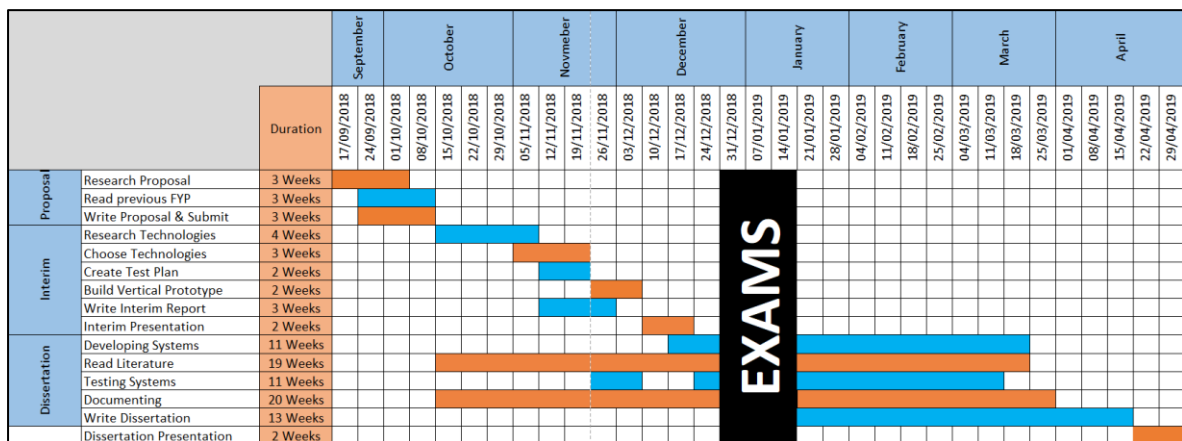 September October Novmeber December January February March April
Duration 17/09/2018 24/09/2018 01/10/2018 08/10/2018 15/10/2018 22/10/2018 29/10/2018 05/11/2018 12/11/2018 19/11/2018 26/11/2018 03/12/2018 10/12/2018 17/12/2018 24/12/2018 31/12/2018 07/01/2019 14/01/2019 21/01/2019 28/01/2019 04/02/2019 11/02/2019 18/02/2019 25/02/2019 04/03/2019 11/03/2019 18/03/2019 25/03/2019 01/04/2019 08/04/2019 15/04/2019 22/04/2019 29/04/2019
Proposal
Research Proposal 3 Weeks
Read previous FYP 3 Weeks
Write Proposal & Submit 3 Weeks
Interim
Research Technologies 4 Weeks
Choose Technologies 3 Weeks
Create Test Plan 2 Weeks
Build Vertical Prototype 2 Weeks
Write Interim Report 3 Weeks
Interim Presentation 2 Weeks
EXAMS
Dissertation
Developing Systems 11 Weeks
Read Literature 19 Weeks
Testing Systems 11 Weeks
Documenting 20 Weeks
Write Dissertation 13 Weeks
Dissertation Presentation 2 Weeks